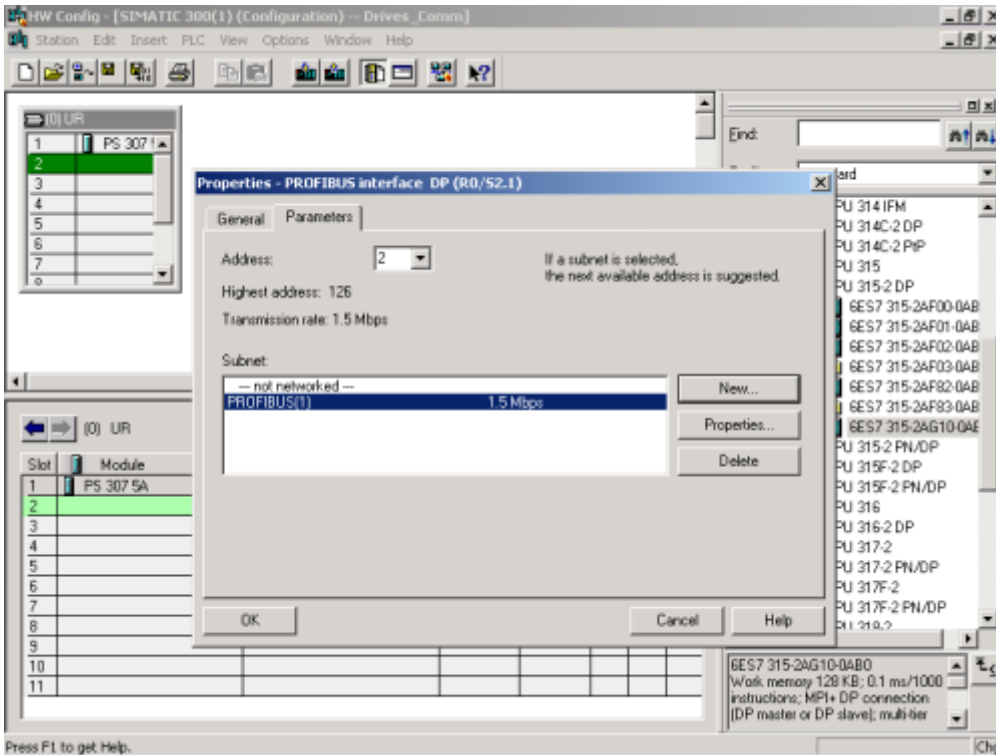 HW Config - [SIMATIC 300(1) (Configuration) -- Drives_Comm]
Station Edit Insert PLC View Options Window Help
(0) UR
1 PS 307
2
3
4
5
6
7
Find:
ard
PU 314 IFM
PU 314C-2 DP
PU 314C-2 PtP
PU 315
PU 315-2 DP
6ES7 315-2AF00-0AB
6ES7 315-2AF01-0AB
6ES7 315-2AF02-0AB
6ES7 315-2AF03-0AB
6ES7 315-2AF82-0AB
6ES7 315-2AF83-0AB
6ES7 315-2AG10-0AE
PU 315-2 PN/DP
PU 315F-2 DP
PU 315F-2 PN/DP
PU 316
PU 316-2 DP
PU 317-2
PU 317-2 PN/DP
PU 317F-2
PU 317F-2 PN/DP
PU 318-2
Properties - PROFIBUS interface DP (R0/S2.1)
General Parameters
Address: 2
If a subnet is selected,
the next available address is suggested.
Highest address: 126
Transmission rate: 1.5 Mbps
Subnet:
--- not networked ---
PROFIBUS(1) 1.5 Mbps
New...
Properties...
Delete
OK Cancel Help
(0) UR
Slot Module
1 PS 307 5A
2
3
4
5
6
7
8
9
10
11
6ES7 315-2AG10-0AB0
Work memory 128 KB; 0.1 ms/1000
instructions; MPI+ DP connection
(DP master or DP slave); multi-tier
Press F1 to get Help.
Ch